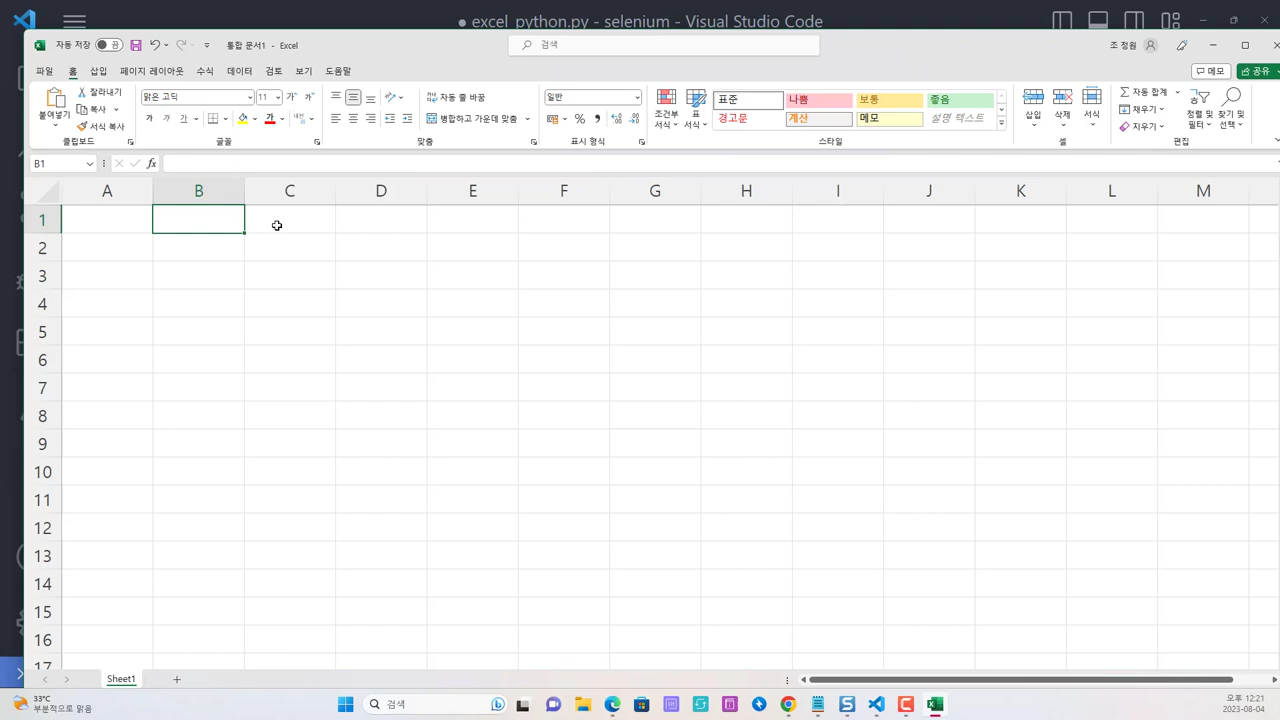 ● excel_python.py - selenium - Visual Studio Code
자동 저장 끔 통합 문서1 - Excel 검색 조 정원
파일 홈 삽입 페이지 레이아웃 수식 데이터 검토 보기 도움말 메모 공유
붙여넣기 잘라내기 복사 서식 복사
맑은 고딕 11 가 가
가 가 가 가
자동 줄 바꿈
병합하고 가운데 맞춤
일반
조건부 서식 표 서식
표준 나쁨 보통 좋음
경고문 계산 메모 설명 텍스트
삽입 삭제 서식
자동 합계 채우기 지우기
정렬 및 필터 찾기 및 선택
클립보드 글꼴 맞춤 표시 형식 스타일 셀 편집
B1 fx
A B C D E F G H I J K L M
1
2
3
4
5
6
7
8
9
10
11
12
13
14
15
16
17
Sheet1
33°C
부분적으로 맑음
검색
오후 12:21
2023-08-04